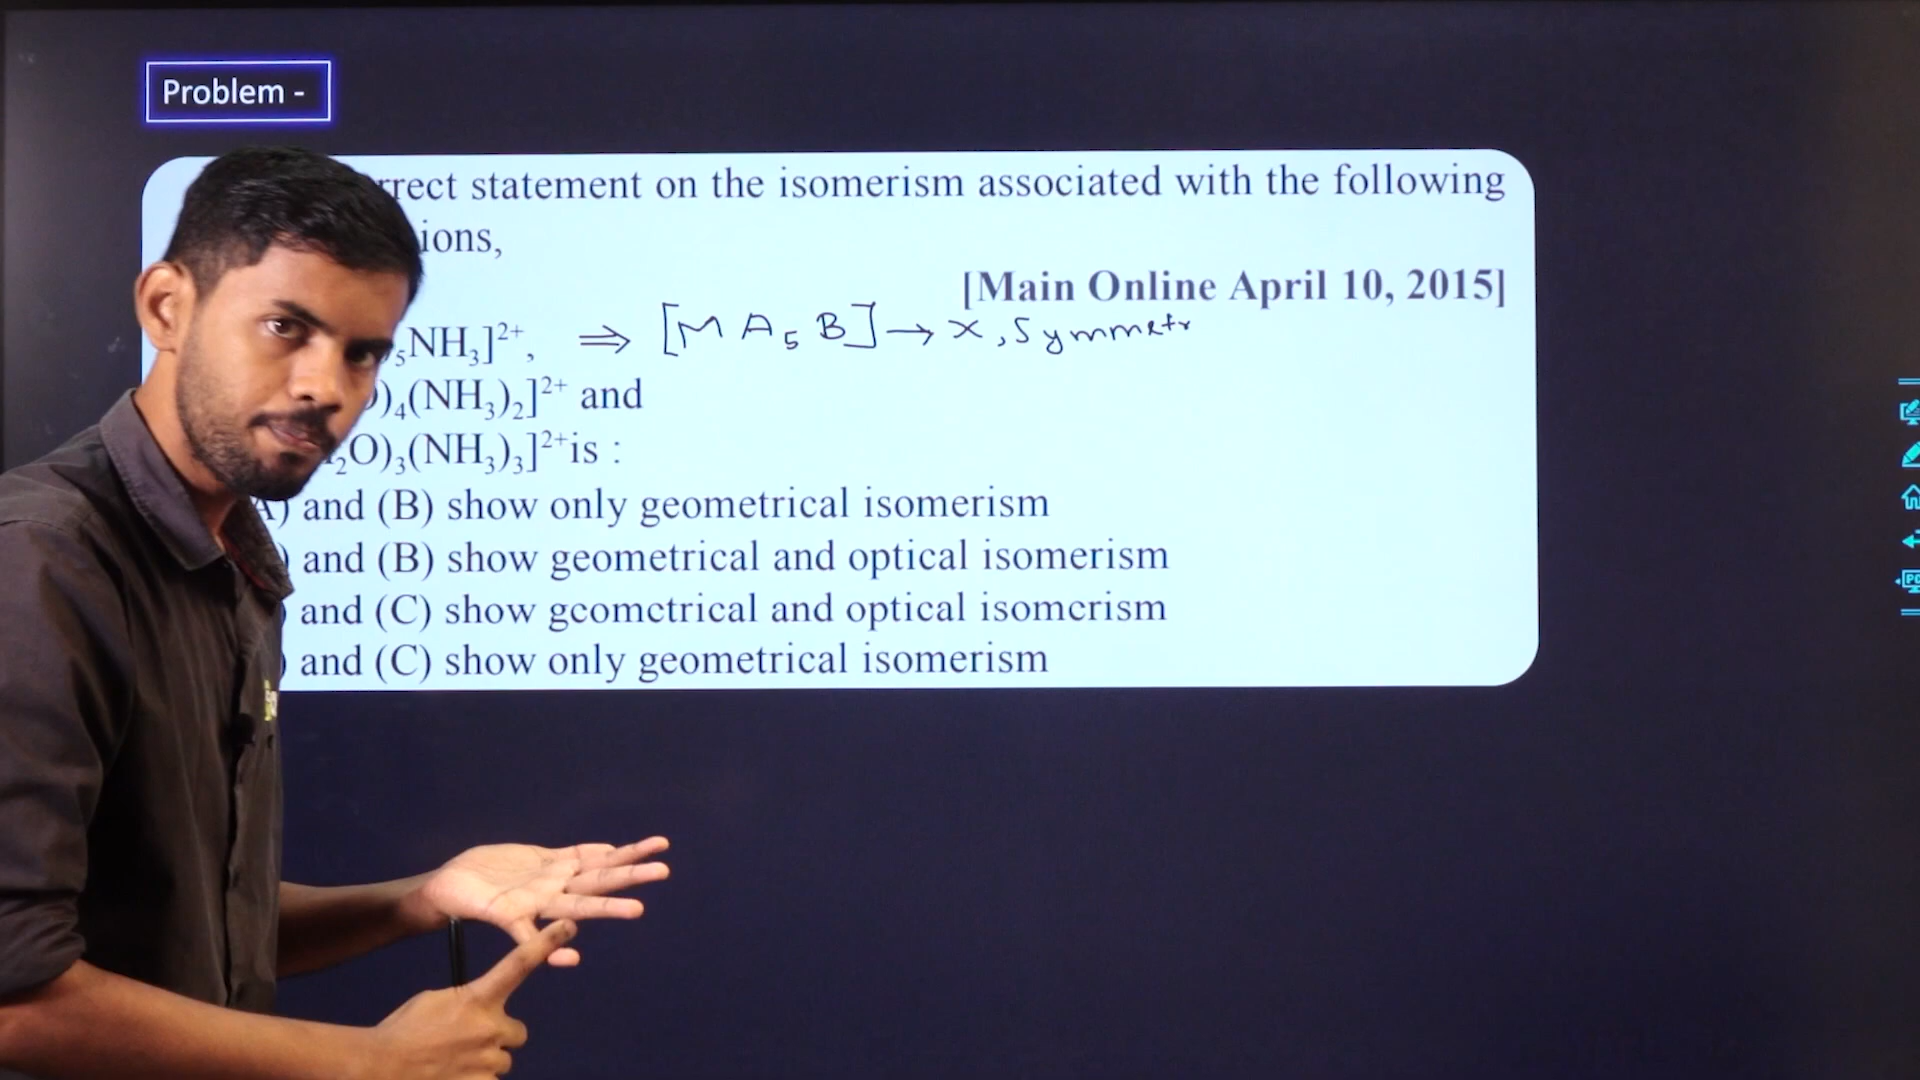 Problem -
rrect statement on the isomerism associated with the following
ions,
[Main Online April 10, 2015]
₅NH₃]²⁺, ⇒ [M A₅ B] → ×, Symmetr
)₄(NH₃)₂]²⁺ and
₂O)₃(NH₃)₃]²⁺is :
A) and (B) show only geometrical isomerism
) and (B) show geometrical and optical isomerism
) and (C) show geometrical and optical isomerism
) and (C) show only geometrical isomerism